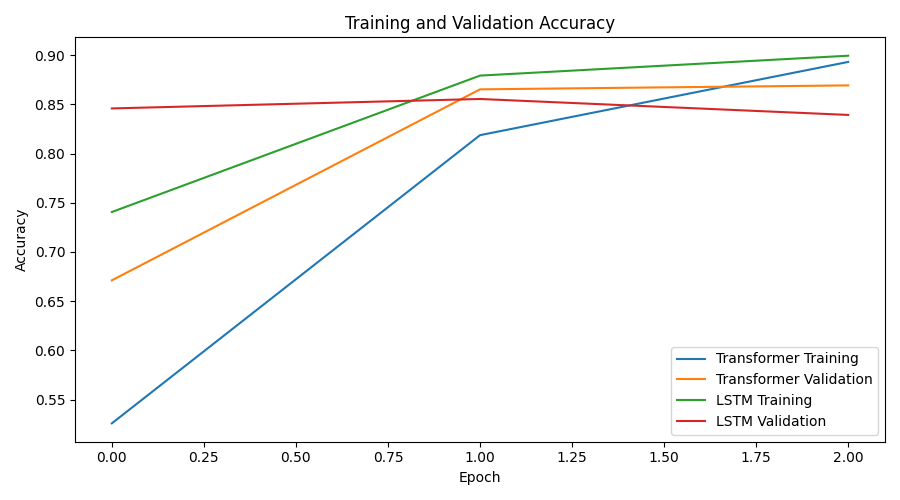 Training and Validation Accuracy
Accuracy
0.90
0.85
0.80
0.75
0.70
0.65
0.60
0.55
Transformer Training
Transformer Validation
LSTM Training
LSTM Validation
0.00 0.25 0.50 0.75 1.00 1.25 1.50 1.75 2.00
Epoch